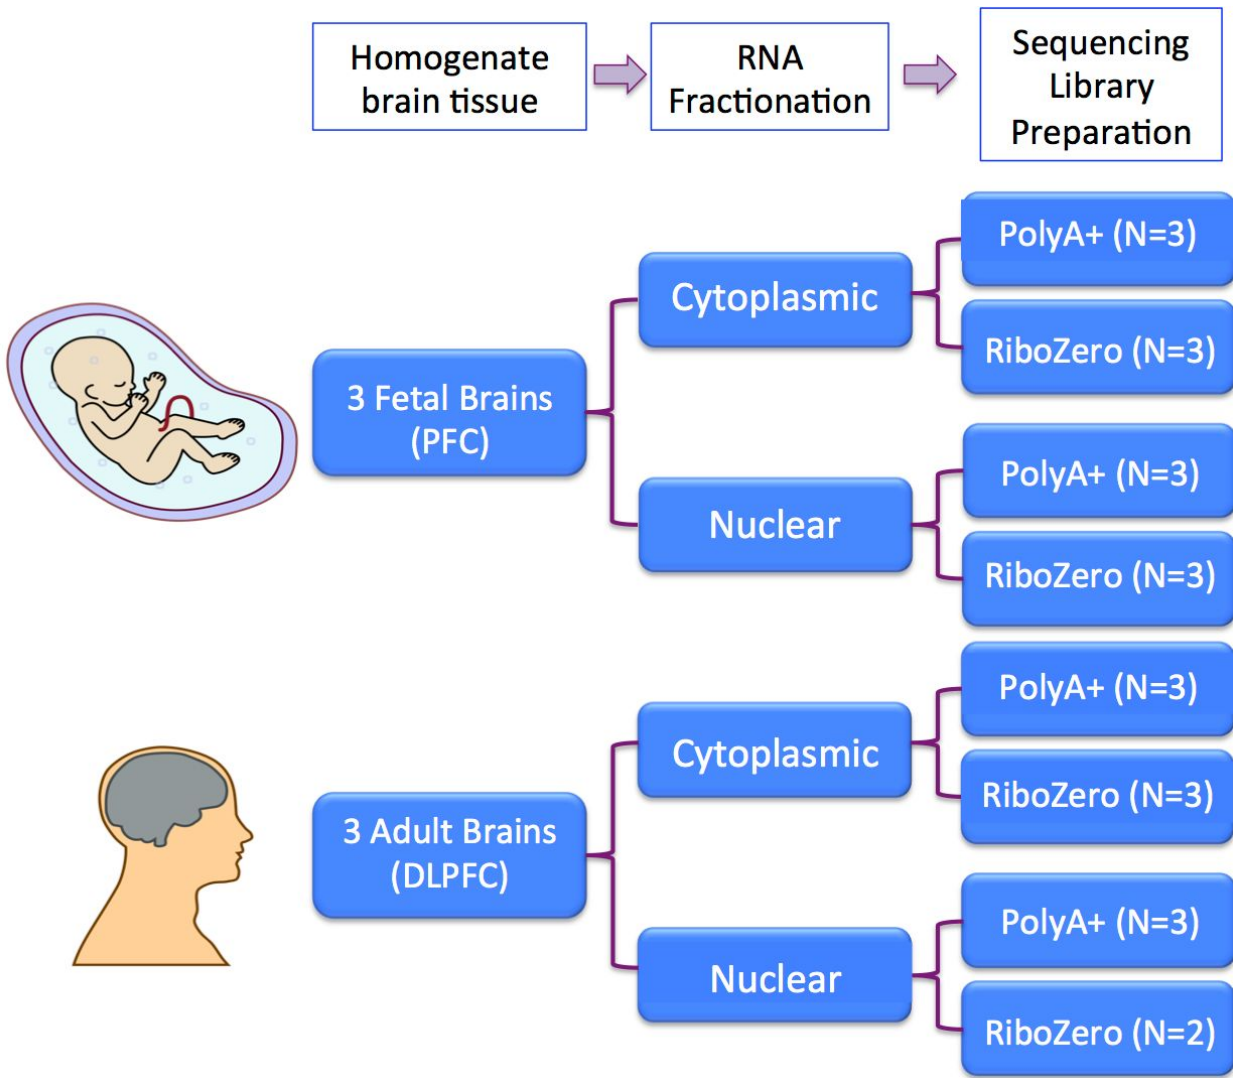 Homogenate
brain tissue
RNA
Fractionation
Sequencing
Library
Preparation
3 Fetal Brains
(PFC)
Cytoplasmic
PolyA+ (N=3)
RiboZero (N=3)
Nuclear
PolyA+ (N=3)
RiboZero (N=3)
3 Adult Brains
(DLPFC)
Cytoplasmic
PolyA+ (N=3)
RiboZero (N=3)
Nuclear
PolyA+ (N=3)
RiboZero (N=2)